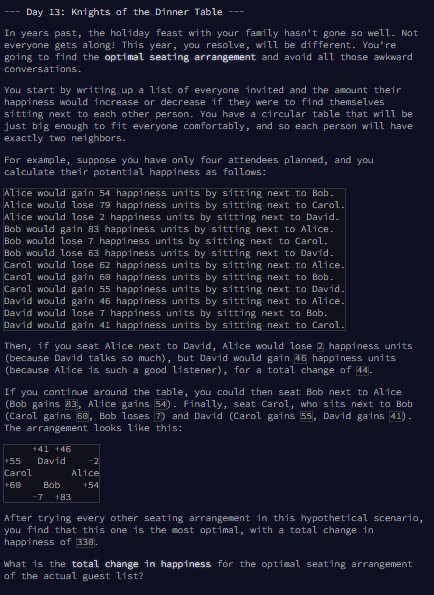 --- Day 13: Knights of the Dinner Table ---
In years past, the holiday feast with your family hasn't gone so well. Not
everyone gets along! This year, you resolve, will be different. You're
going to find the optimal seating arrangement and avoid all those awkward
conversations.
You start by writing up a list of everyone invited and the amount their
happiness would increase or decrease if they were to find themselves
sitting next to each other person. You have a circular table that will be
just big enough to fit everyone comfortably, and so each person will have
exactly two neighbors.
For example, suppose you have only four attendees planned, and you
calculate their potential happiness as follows:
Alice would gain 54 happiness units by sitting next to Bob.
Alice would lose 79 happiness units by sitting next to Carol.
Alice would lose 2 happiness units by sitting next to David.
Bob would gain 83 happiness units by sitting next to Alice.
Bob would lose 7 happiness units by sitting next to Carol.
Bob would lose 63 happiness units by sitting next to David.
Carol would lose 62 happiness units by sitting next to Alice.
Carol would gain 60 happiness units by sitting next to Bob.
Carol would gain 55 happiness units by sitting next to David.
David would gain 46 happiness units by sitting next to Alice.
David would lose 7 happiness units by sitting next to Bob.
David would gain 41 happiness units by sitting next to Carol.
Then, if you seat Alice next to David, Alice would lose 2 happiness units
(because David talks so much), but David would gain 46 happiness units
(because Alice is such a good listener), for a total change of 44.
If you continue around the table, you could then seat Bob next to Alice
(Bob gains 83, Alice gains 54). Finally, seat Carol, who sits next to Bob
(Carol gains 60, Bob loses 7) and David (Carol gains 55, David gains 41).
The arrangement looks like this:
+41 +46
+55 David -2
Carol Alice
+60 Bob +54
-7 +83
After trying every other seating arrangement in this hypothetical scenario,
you find that this one is the most optimal, with a total change in
happiness of 330.
What is the total change in happiness for the optimal seating arrangement
of the actual guest list?